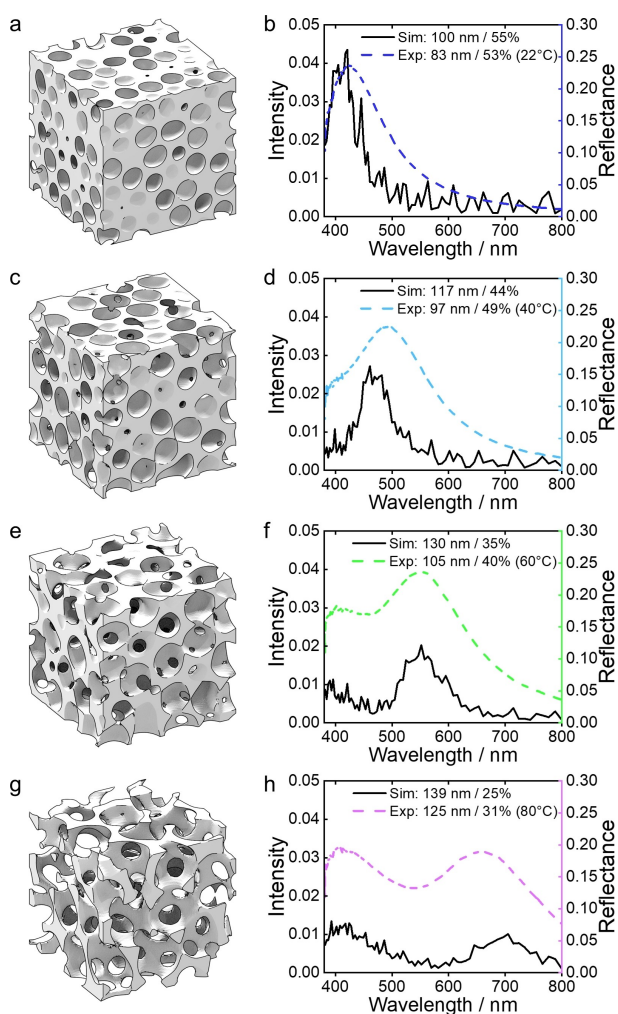 a
b
0.05
0.04
0.03
0.02
0.01
0.00
Intensity
Sim: 100 nm / 55%
Exp: 83 nm / 53% (22°C)
0.30
0.25
0.20
0.15
0.10
0.05
0.00
Reflectance
400 500 600 700 800
Wavelength / nm
c
d
0.05
0.04
0.03
0.02
0.01
0.00
Intensity
Sim: 117 nm / 44%
Exp: 97 nm / 49% (40°C)
0.30
0.25
0.20
0.15
0.10
0.05
0.00
Reflectance
400 500 600 700 800
Wavelength / nm
e
f
0.05
0.04
0.03
0.02
0.01
0.00
Intensity
Sim: 130 nm / 35%
Exp: 105 nm / 40% (60°C)
0.30
0.25
0.20
0.15
0.10
0.05
0.00
Reflectance
400 500 600 700 800
Wavelength / nm
g
h
0.05
0.04
0.03
0.02
0.01
0.00
Intensity
Sim: 139 nm / 25%
Exp: 125 nm / 31% (80°C)
0.30
0.25
0.20
0.15
0.10
0.05
0.00
Reflectance
400 500 600 700 800
Wavelength / nm